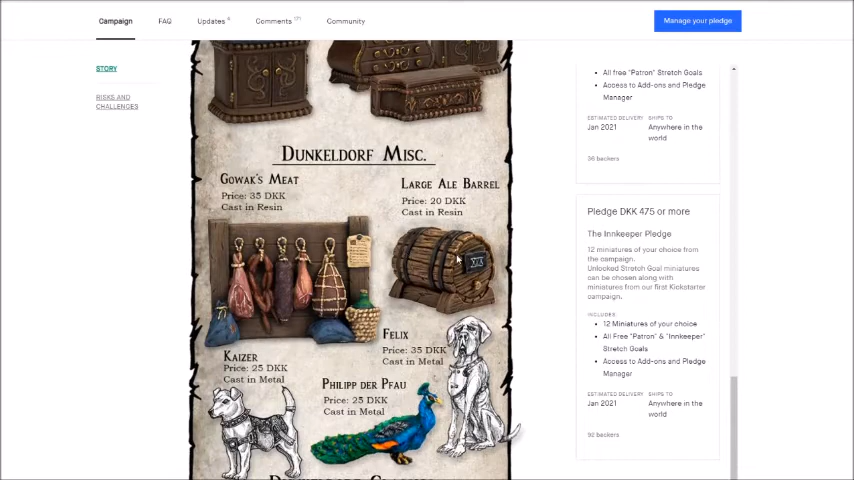 Campaign
FAQ
Updates 4
Comments 171
Community
Manage your pledge
STORY
RISKS AND
CHALLENGES
DUNKELDORF MISC.
GOWAK'S MEAT
Price: 35 DKK
Cast in Resin
LARGE ALE BARREL
Price: 20 DKK
Cast in Resin
FELIX
Price: 35 DKK
Cast in Metal
KAIZER
Price: 25 DKK
Cast in Metal
PHILIPP DER PFAU
Price: 25 DKK
Cast in Metal
All free "Patron" Stretch Goals
Access to Add-ons and Pledge
Manager
ESTIMATED DELIVERY
Jan 2021
SHIPS TO
Anywhere in the
world
36 backers
Pledge DKK 475 or more
The Innkeeper Pledge
12 miniatures of your choice from
the campaign.
Unlocked Stretch Goal miniatures
can be chosen along with
miniatures from our first Kickstarter
campaign.
INCLUDES:
12 Miniatures of your choice
All Free "Patron" & "Innkeeper"
Stretch Goals
Access to Add-ons and Pledge
Manager
ESTIMATED DELIVERY
Jan 2021
SHIPS TO
Anywhere in the
world
92 backers